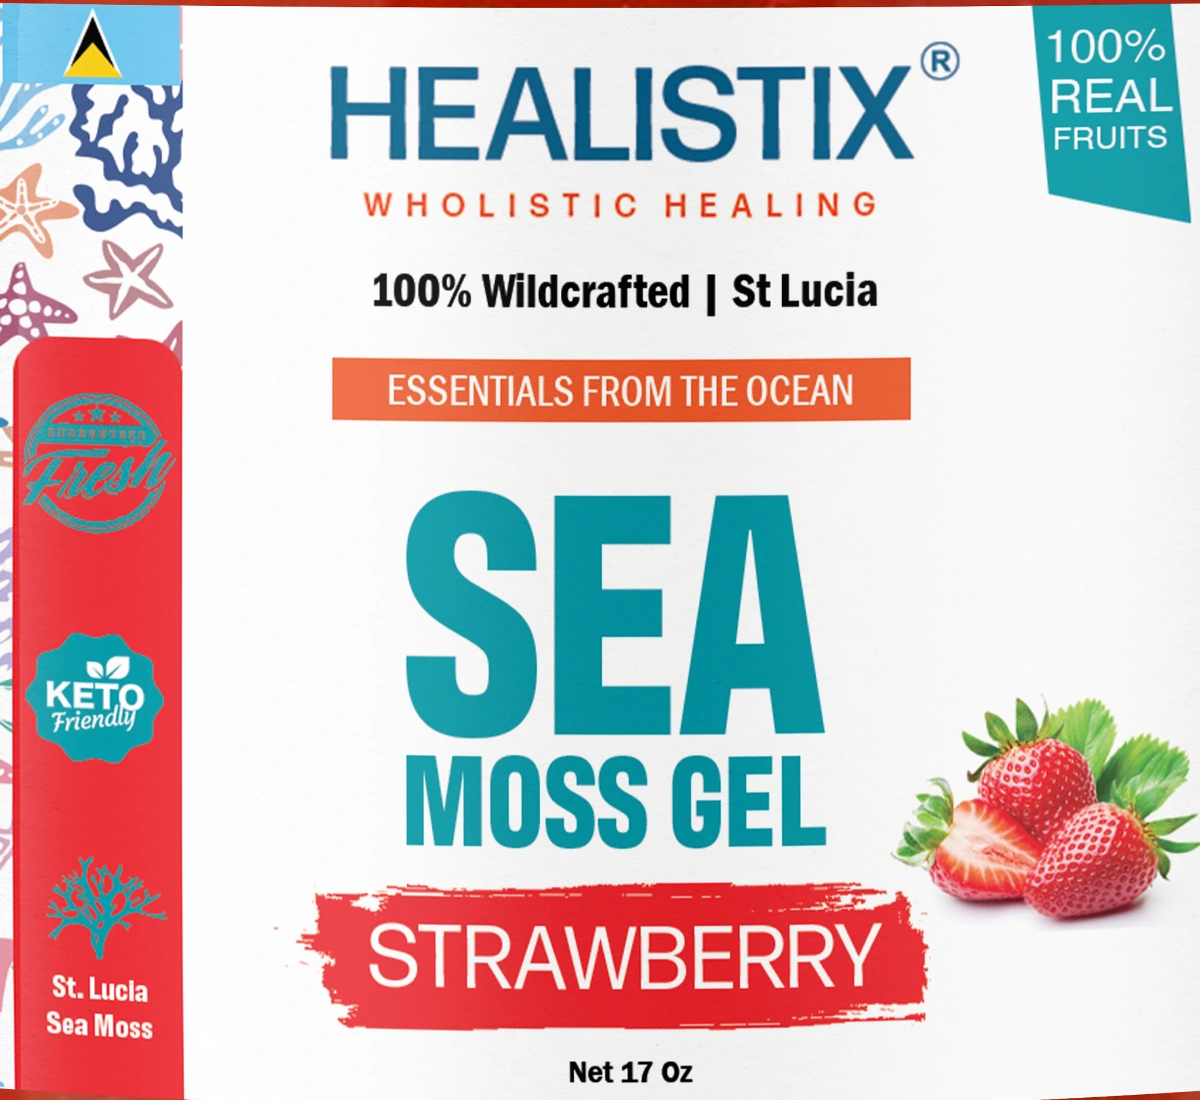 HEALISTIX®
WHOLISTIC HEALING
100% Wildcrafted | St Lucia
ESSENTIALS FROM THE OCEAN
SEA
MOSS GEL
STRAWBERRY
Net 17 Oz
100%
REAL
FRUITS
GUARANTEED
Fresh
KETO
Friendly
St. Lucia
Sea Moss